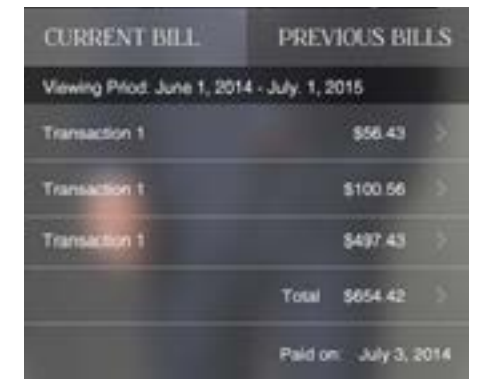 CURRENT BILL PREVIOUS BILLS
Viewing Priod: June 1, 2014 - July. 1, 2015
Transaction 1 $56.43
Transaction 1 $100.56
Transaction 1 $497.43
Total $654.42
Paid on: July 3, 2014